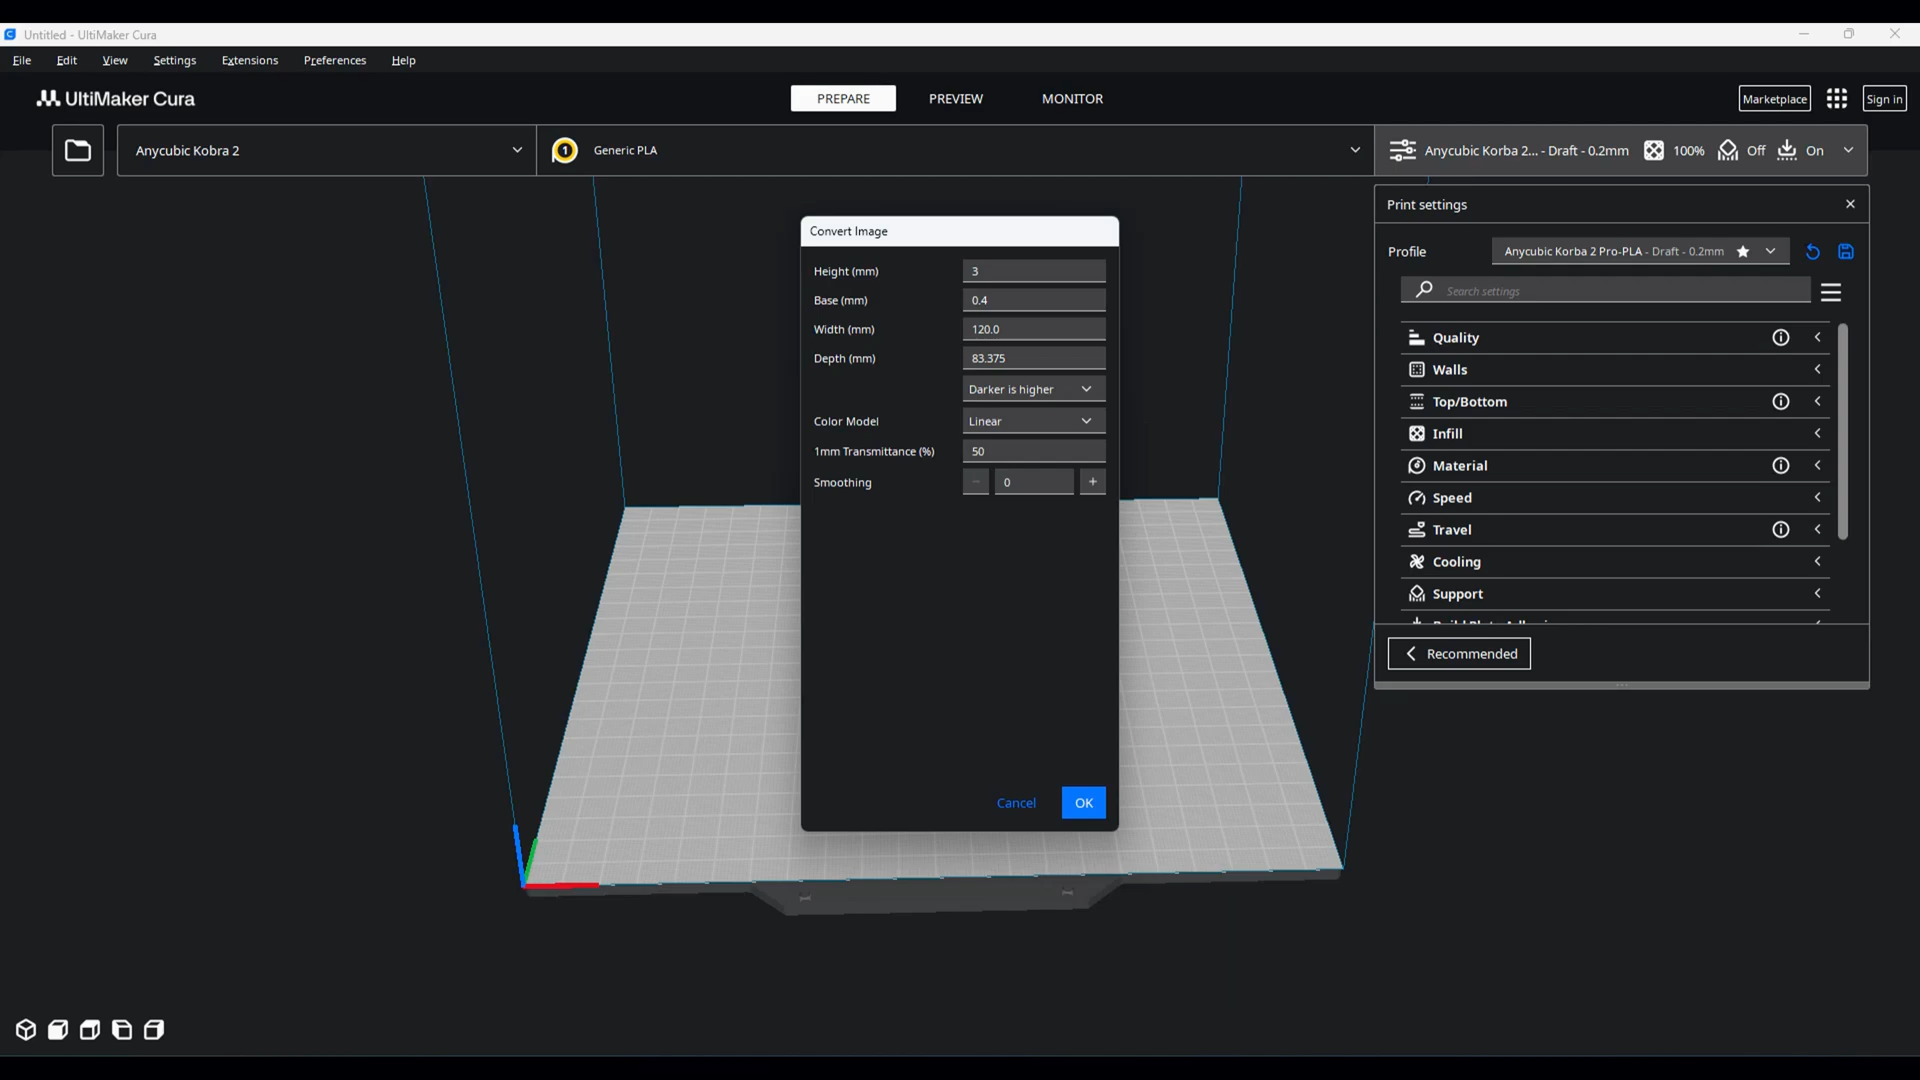 Untitled - UltiMaker Cura
File Edit View Settings Extensions Preferences Help
UltiMaker Cura
PREPARE PREVIEW MONITOR
Marketplace
Sign in
Anycubic Kobra 2
1 Generic PLA
Anycubic Korba 2... - Draft - 0.2mm 100% Off On
Print settings
Profile Anycubic Korba 2 Pro-PLA - Draft - 0.2mm
Search settings
Quality
Walls
Top/Bottom
Infill
Material
Speed
Travel
Cooling
Support
Recommended
Convert Image
Height (mm) 3
Base (mm) 0.4
Width (mm) 120.0
Depth (mm) 83.375
Darker is higher
Color Model Linear
1mm Transmittance (%) 50
Smoothing − 0 +
Cancel OK